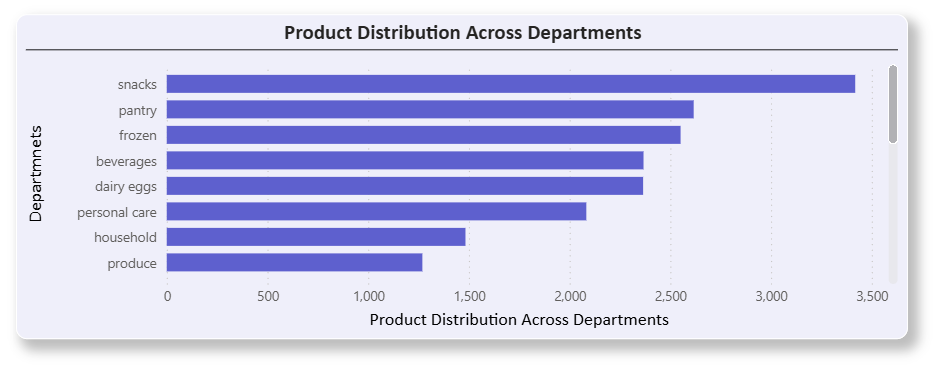 Product Distribution Across Departments
Departmnets
snacks
pantry
frozen
beverages
dairy eggs
personal care
household
produce
0 500 1,000 1,500 2,000 2,500 3,000 3,500
Product Distribution Across Departments